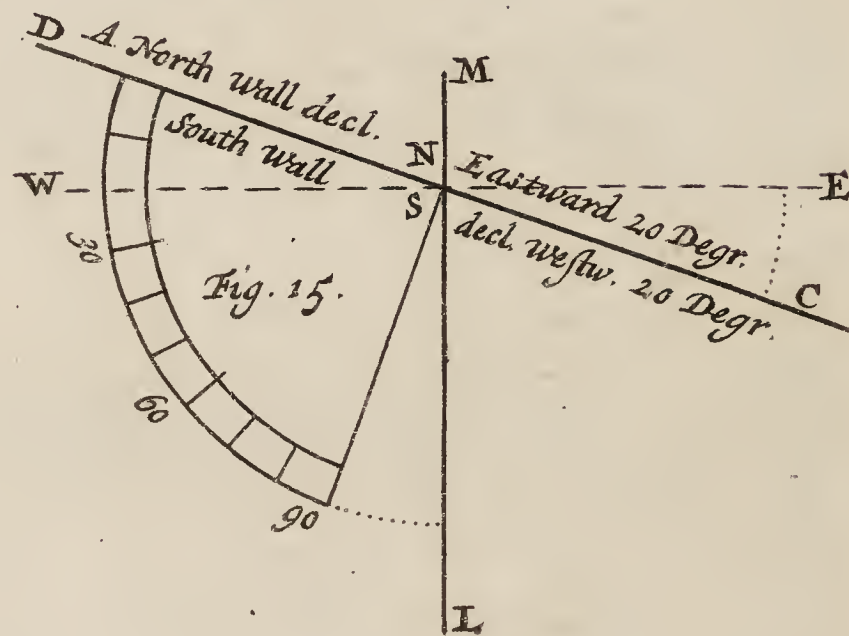 D A North wall decl.
M
South wall
N Eastward 20 Degr.
W
E
S decl. weſtw. 20 Degr.
C
30
Fig. 15.
60
90
L